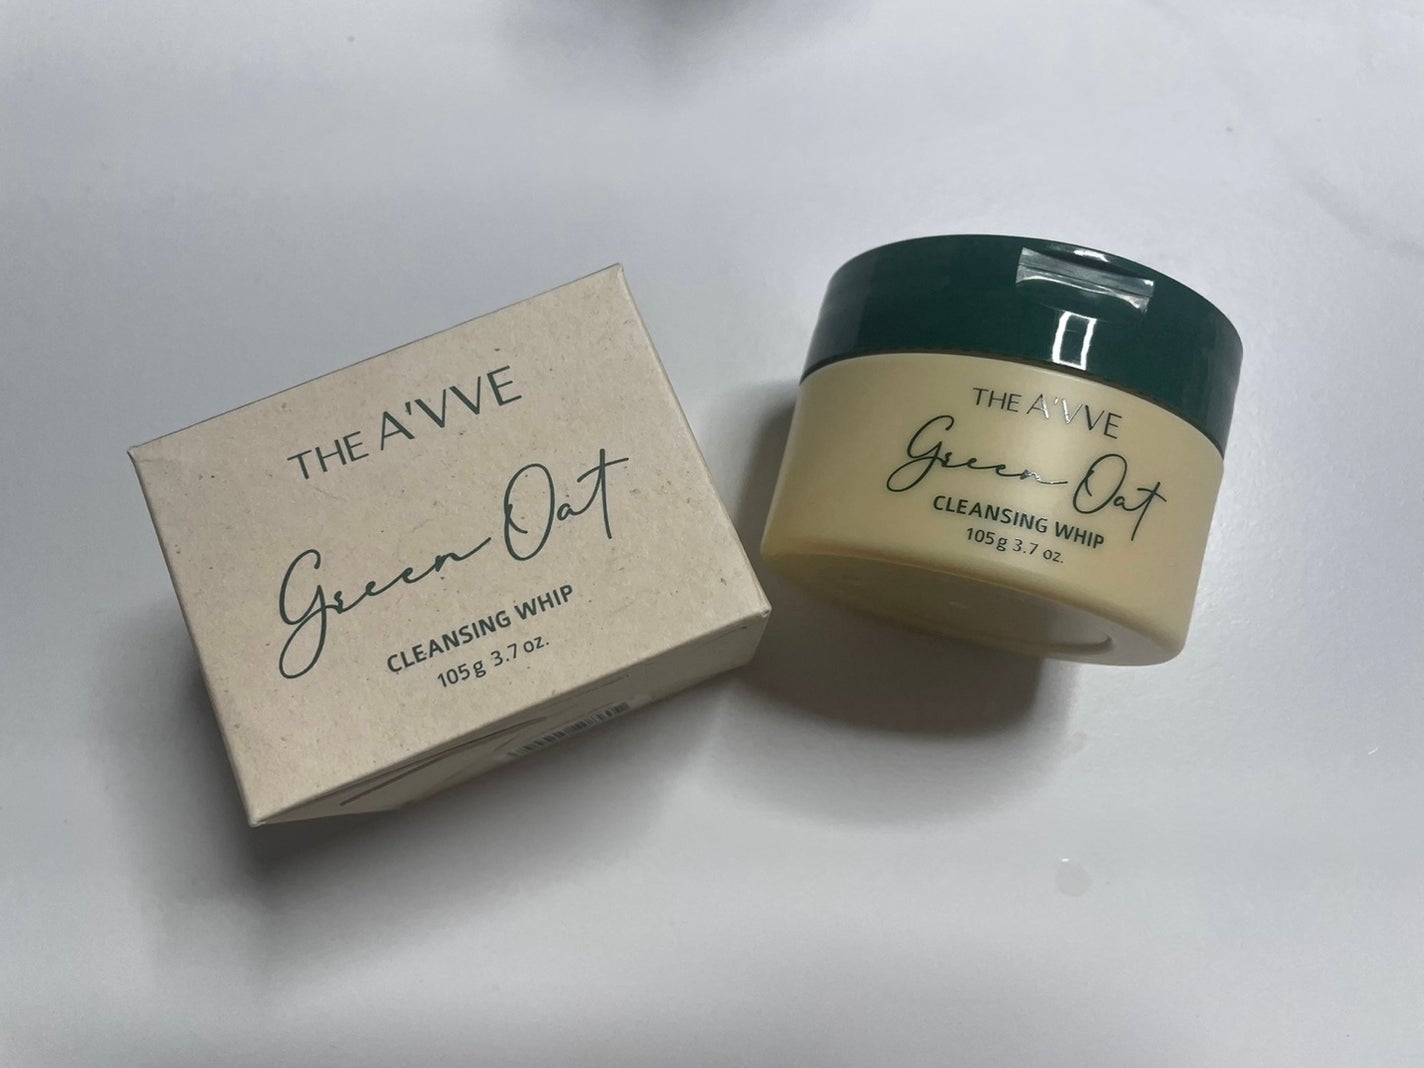 THE A'VVE
Green Oat
CLEANSING WHIP
105g 3.7 oz.
THE A'VVE
Green Oat
CLEANSING WHIP
105g 3.7 oz.